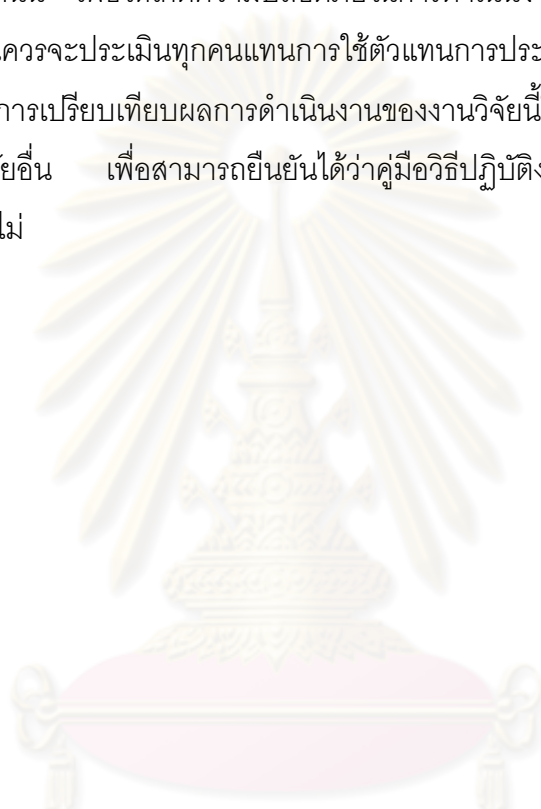 ควรจะประเมินทุกคนแทนการใช้ตัวแทนการประ
การเปรียบเทียบผลการดำเนินงานของงานวิจัยนี้
ัยอื่น เพื่อสามารถยืนยันได้ว่าคู่มือวิธีปฏิบัติง
ไม่